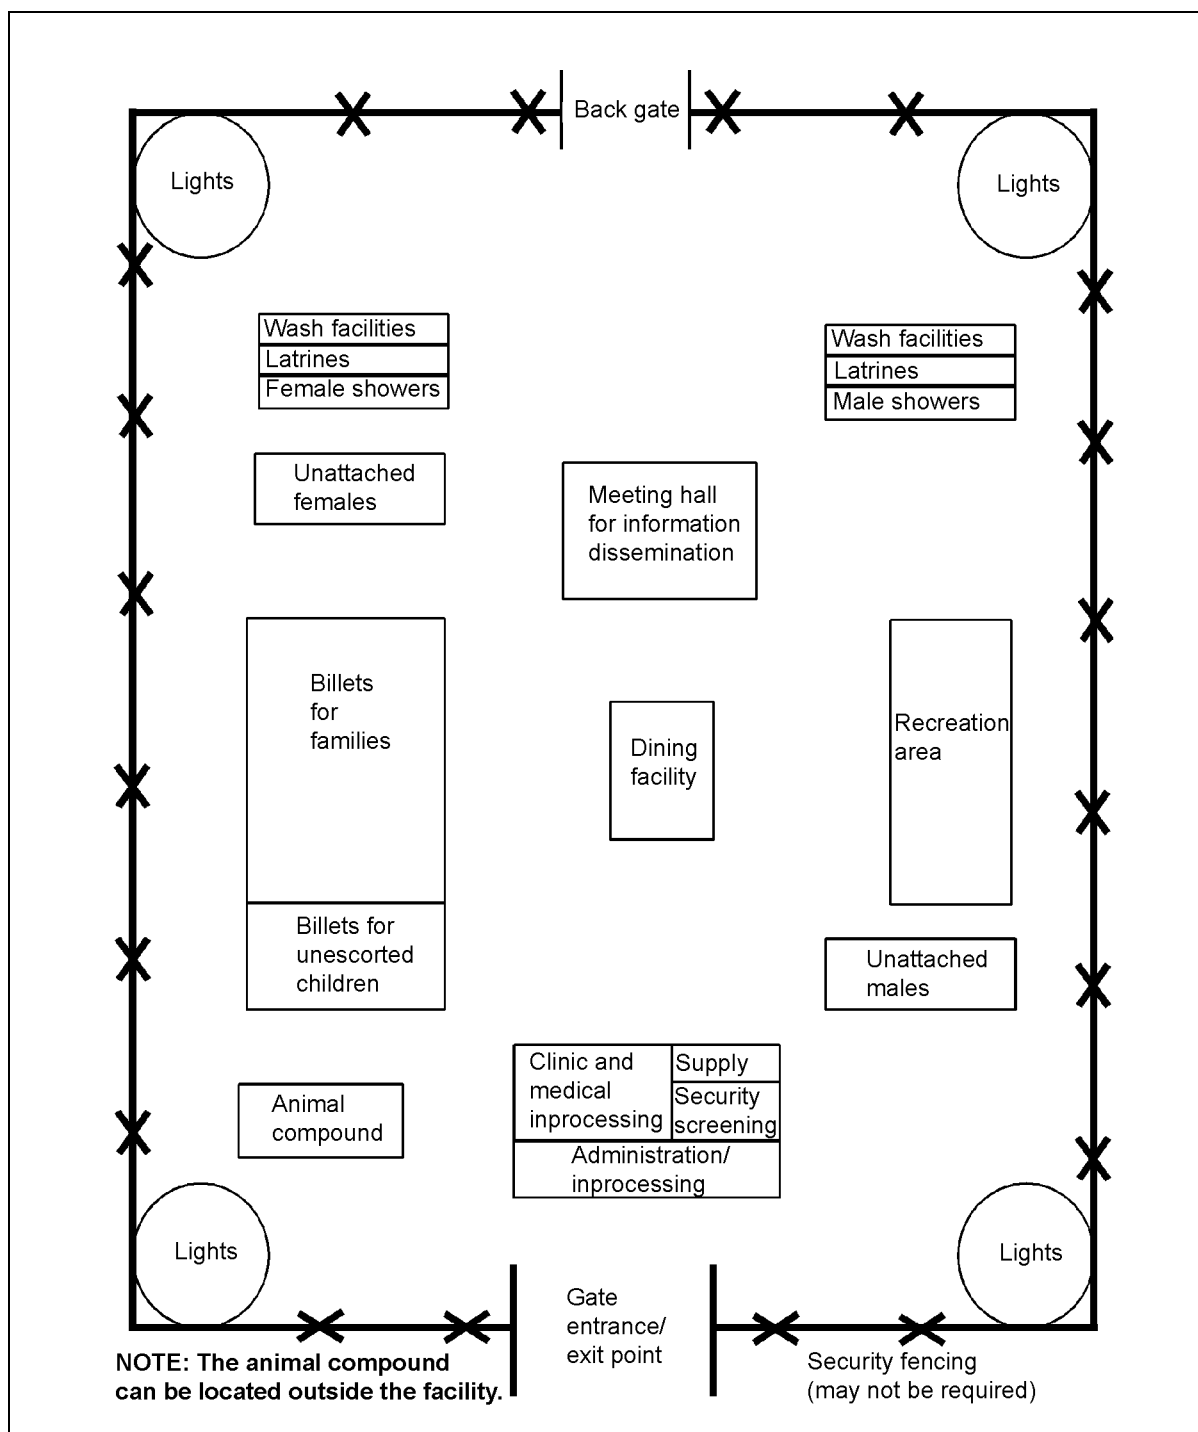 Back gate
Lights
Lights
Wash facilities
Latrines
Female showers
Wash facilities
Latrines
Male showers
Unattached
females
Meeting hall
for information
dissemination
Billets
for
families
Dining
facility
Recreation
area
Billets for
unescorted
children
Unattached
males
Clinic and
medical
inprocessing
Supply
Security
screening
Animal
compound
Administration/
inprocessing
Lights
Lights
Gate
entrance/
exit point
NOTE: The animal compound
can be located outside the facility.
Security fencing
(may not be required)